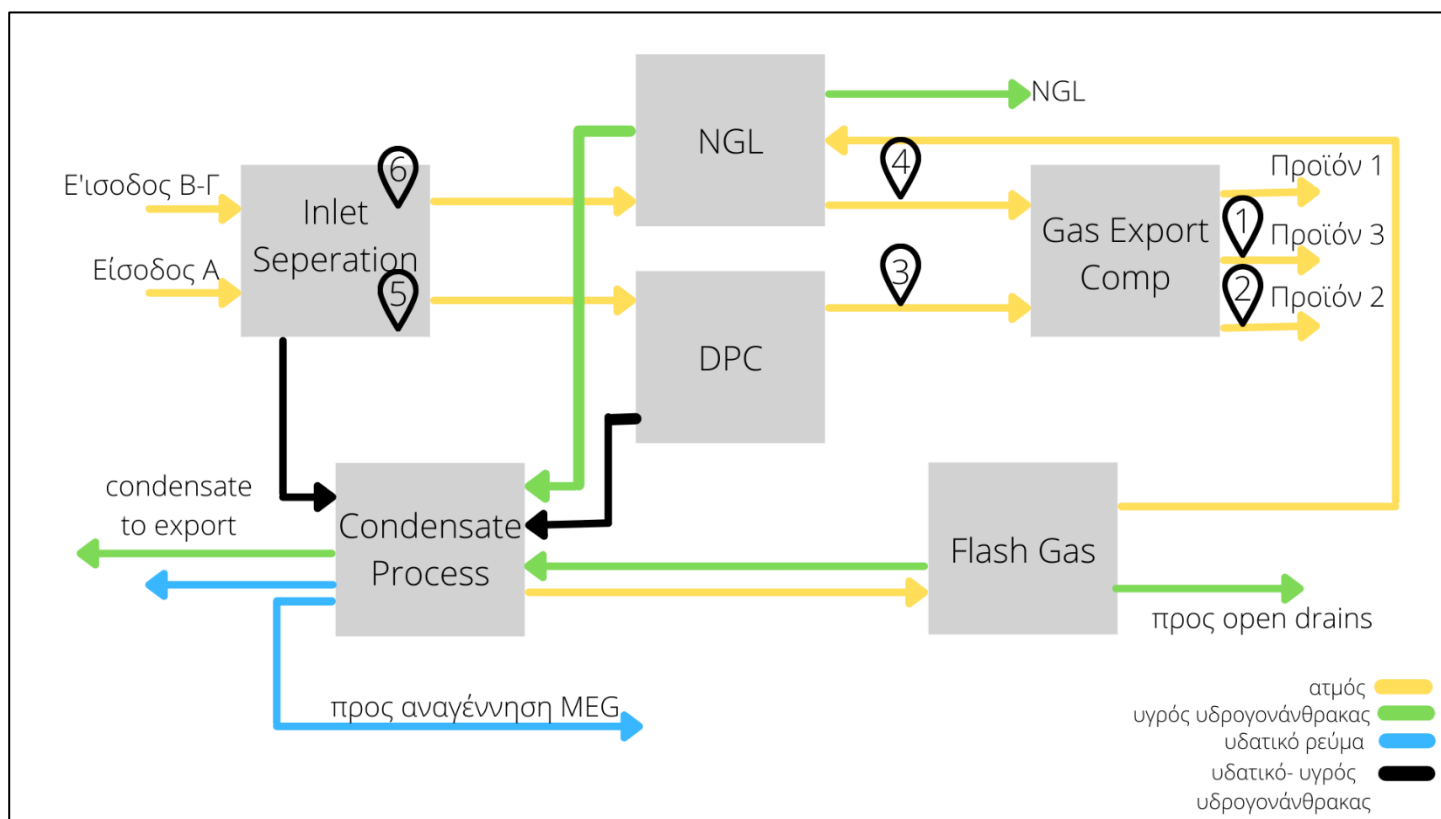 NGL
NGL
6
4
Προϊόν 1
Ε'ισοδος Β-Γ
Inlet
Seperation
1
Προϊόν 3
Gas Export
Comp
Είσοδος Α
5
3
2
Προϊόν 2
DPC
condensate
to export
Condensate
Process
Flash Gas
προς open drains
προς αναγέννηση MEG
ατμός
υγρός υδρογονάνθρακας
υδατικό ρεύμα
υδατικό- υγρός
υδρογονάνθρακας